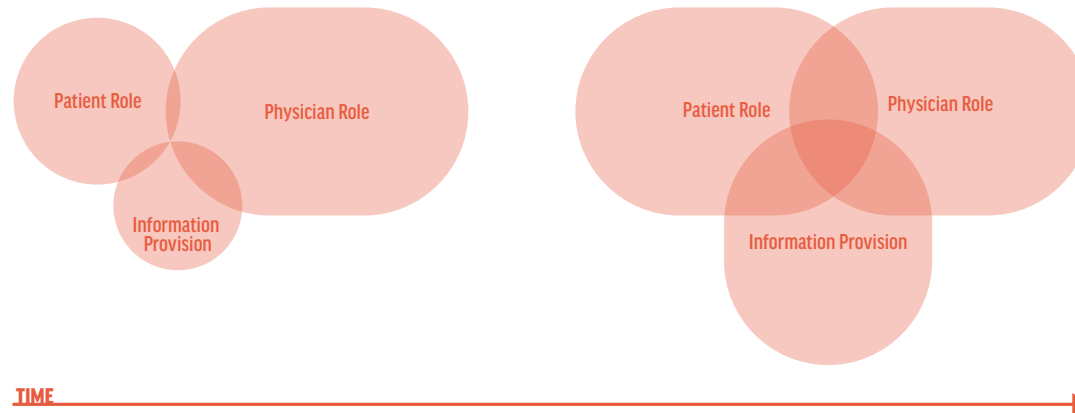 Patient Role
Physician Role
Information
Provision
Patient Role
Physician Role
Information Provision
TIME